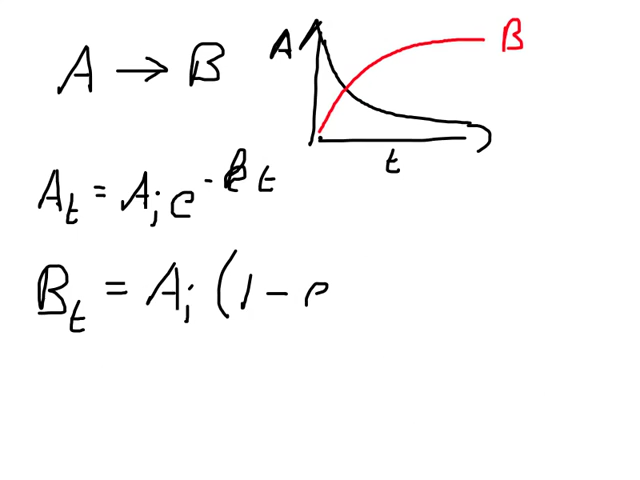 A → B
A
B
t
A_t = A_i e^{-kt}
B_t = A_i (1 - e